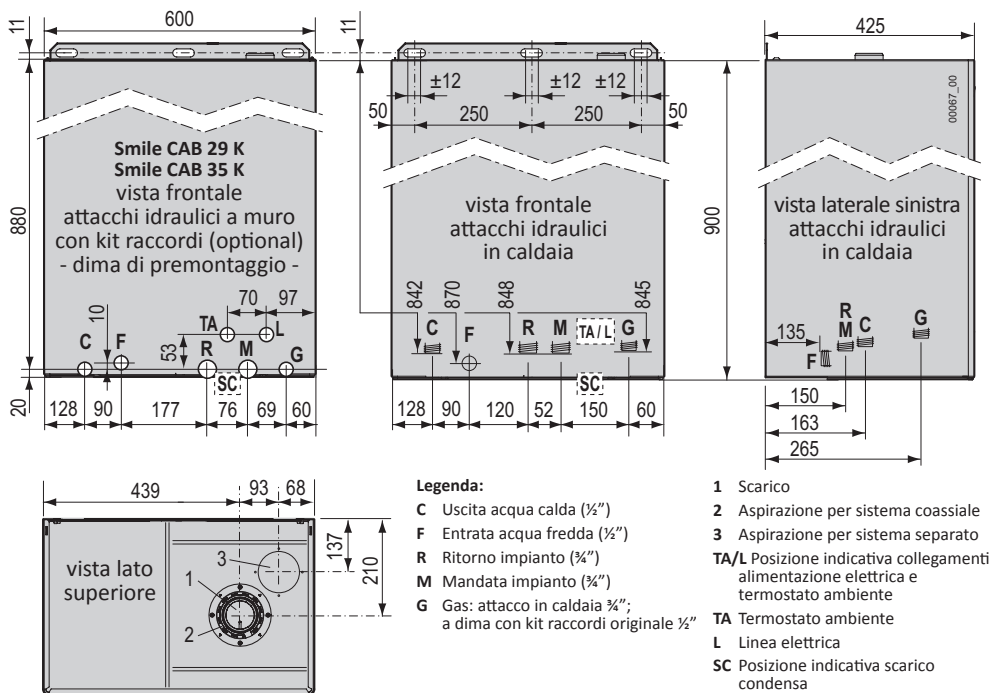 600
11
880
Smile CAB 29 K
Smile CAB 35 K
vista frontale
attacchi idraulici a muro
con kit raccordi (optional)
- dima di premontaggio -
70 97
10
TA L
53
C F R M G
SC
20
128 90 177 76 69 60
11
±12 ±12 ±12
50 250 250 50
900
vista frontale
attacchi idraulici
in caldaia
842 870 848 845
C F R M TA / L G
SC
128 90 120 52 150 60
425
00067_00
vista laterale sinistra
attacchi idraulici
in caldaia
135
R
M C G
F
150
163
265
439 93 68
137
210
vista lato
superiore
3
1
2
Legenda:
C Uscita acqua calda (½”)
F Entrata acqua fredda (½”)
R Ritorno impianto (¾”)
M Mandata impianto (¾”)
G Gas: attacco in caldaia ¾”;
a dima con kit raccordi originale ½”
1 Scarico
2 Aspirazione per sistema coassiale
3 Aspirazione per sistema separato
TA/L Posizione indicativa collegamenti
alimentazione elettrica e
termostato ambiente
TA Termostato ambiente
L Linea elettrica
SC Posizione indicativa scarico
condensa